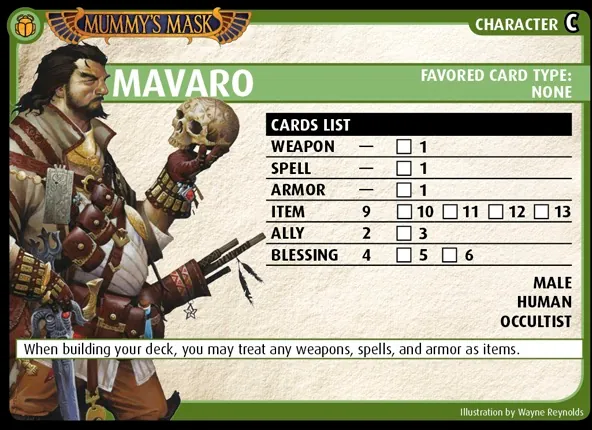 MUMMY'S MASK
CHARACTER C
MAVARO
FAVORED CARD TYPE:
NONE
CARDS LIST
WEAPON — 1
SPELL — 1
ARMOR — 1
ITEM 9 10 11 12 13
ALLY 2 3
BLESSING 4 5 6
MALE
HUMAN
OCCULTIST
When building your deck, you may treat any weapons, spells, and armor as items.
Illustration by Wayne Reynolds